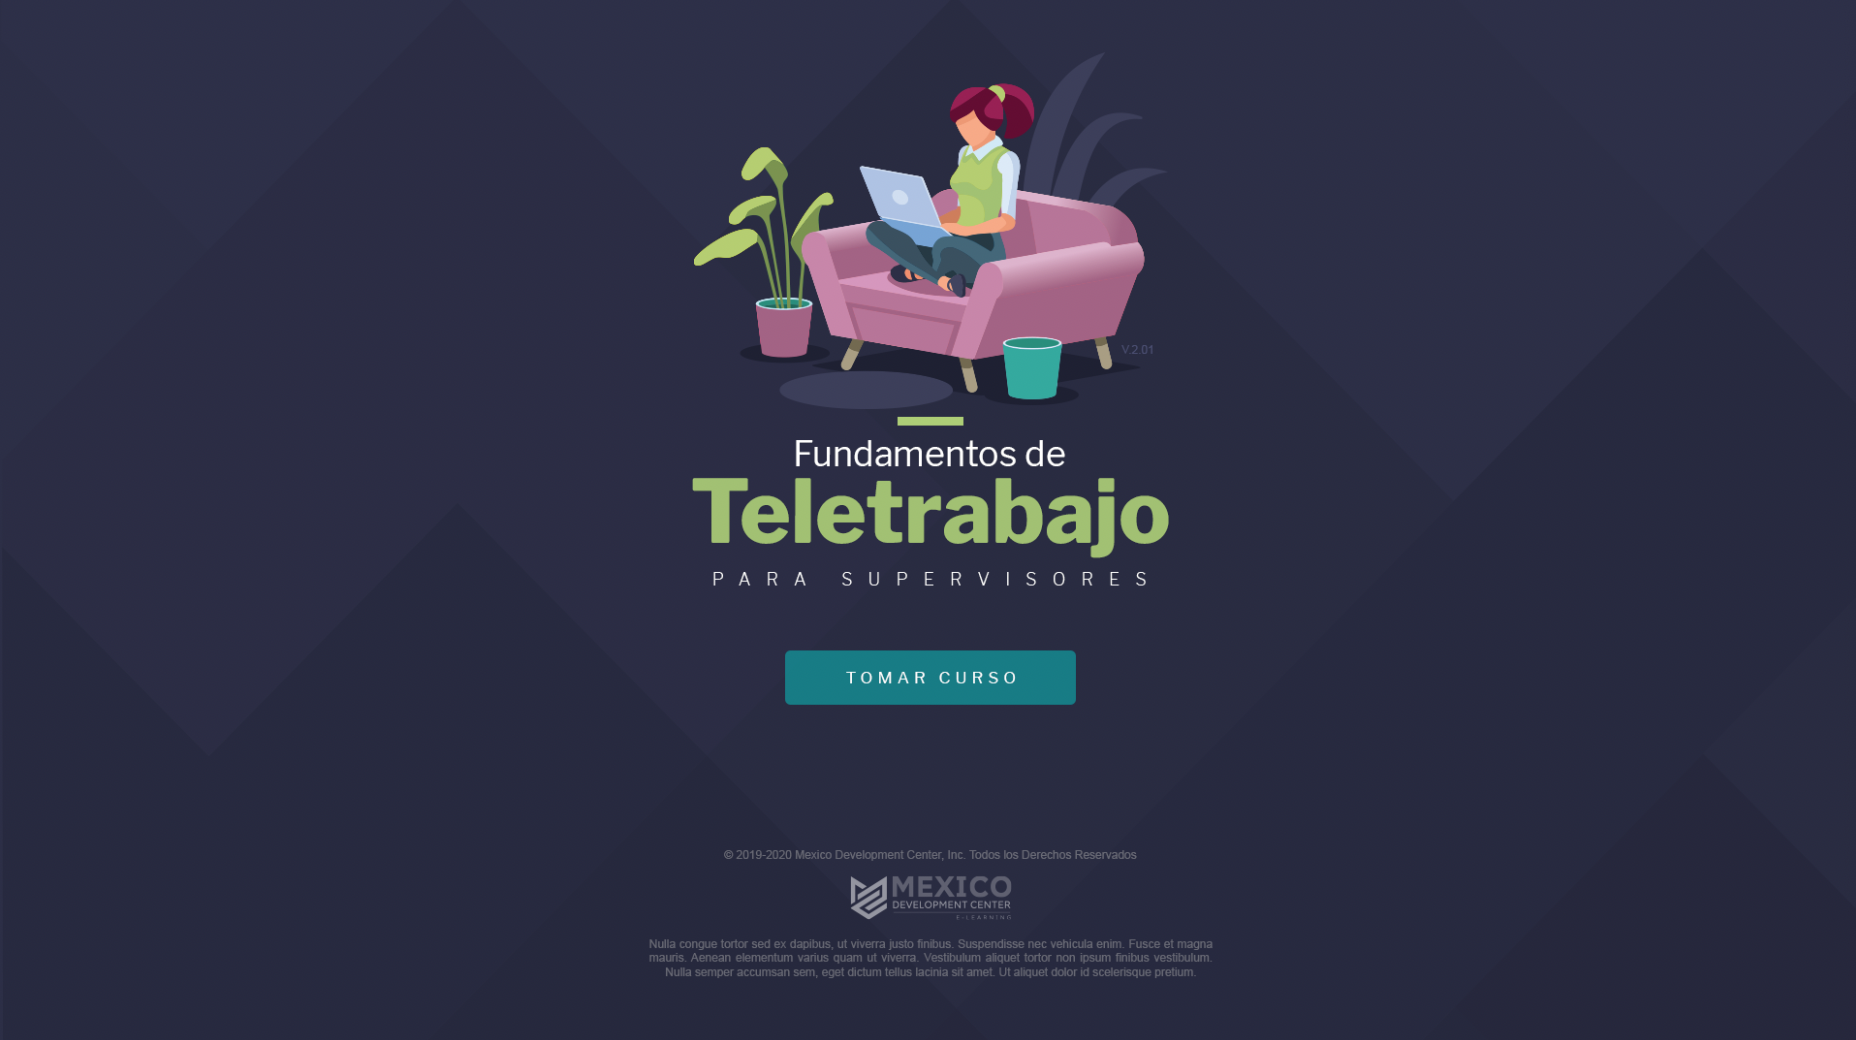 V.2.01
Fundamentos de
Teletrabajo
PARA SUPERVISORES
TOMAR CURSO
© 2019-2020 Mexico Development Center, Inc. Todos los Derechos Reservados
MEXICO
DEVELOPMENT CENTER
E-LEARNING
Nulla congue tortor sed ex dapibus, ut viverra justo finibus. Suspendisse nec vehicula enim. Fusce et magna
mauris. Aenean elementum varius quam ut viverra. Vestibulum aliquet tortor non ipsum finibus vestibulum.
Nulla semper accumsan sem, eget dictum tellus lacinia sit amet. Ut aliquet dolor id scelerisque pretium.